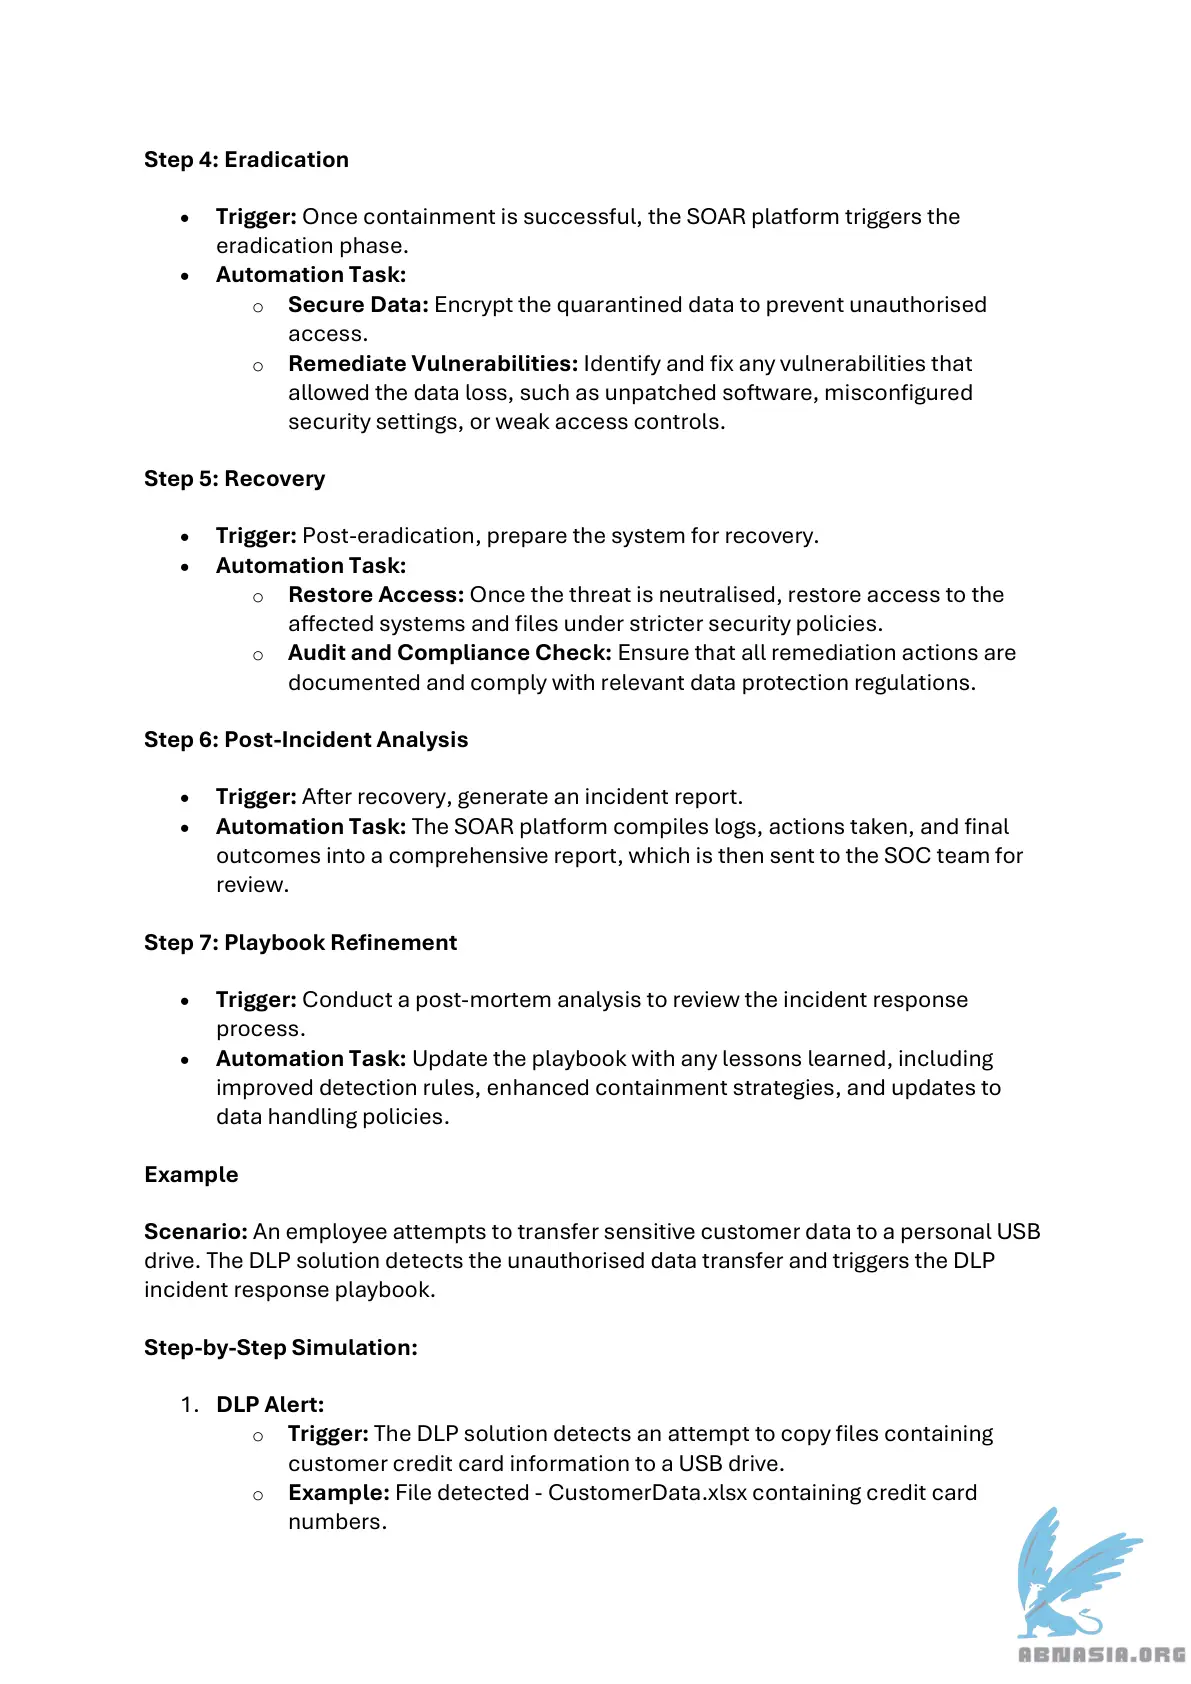 Step 4: Eradication
• Trigger: Once containment is successful, the SOAR platform triggers the
eradication phase.
• Automation Task:
o Secure Data: Encrypt the quarantined data to prevent unauthorised
access.
o Remediate Vulnerabilities: Identify and fix any vulnerabilities that
allowed the data loss, such as unpatched software, misconfigured
security settings, or weak access controls.
Step 5: Recovery
• Trigger: Post-eradication, prepare the system for recovery.
• Automation Task:
o Restore Access: Once the threat is neutralised, restore access to the
affected systems and files under stricter security policies.
o Audit and Compliance Check: Ensure that all remediation actions are
documented and comply with relevant data protection regulations.
Step 6: Post-Incident Analysis
• Trigger: After recovery, generate an incident report.
• Automation Task: The SOAR platform compiles logs, actions taken, and final
outcomes into a comprehensive report, which is then sent to the SOC team for
review.
Step 7: Playbook Refinement
• Trigger: Conduct a post-mortem analysis to review the incident response
process.
• Automation Task: Update the playbook with any lessons learned, including
improved detection rules, enhanced containment strategies, and updates to
data handling policies.
Example
Scenario: An employee attempts to transfer sensitive customer data to a personal USB
drive. The DLP solution detects the unauthorised data transfer and triggers the DLP
incident response playbook.
Step-by-Step Simulation:
1. DLP Alert:
o Trigger: The DLP solution detects an attempt to copy files containing
customer credit card information to a USB drive.
o Example: File detected - CustomerData.xlsx containing credit card
numbers.
ABNASIA.ORG